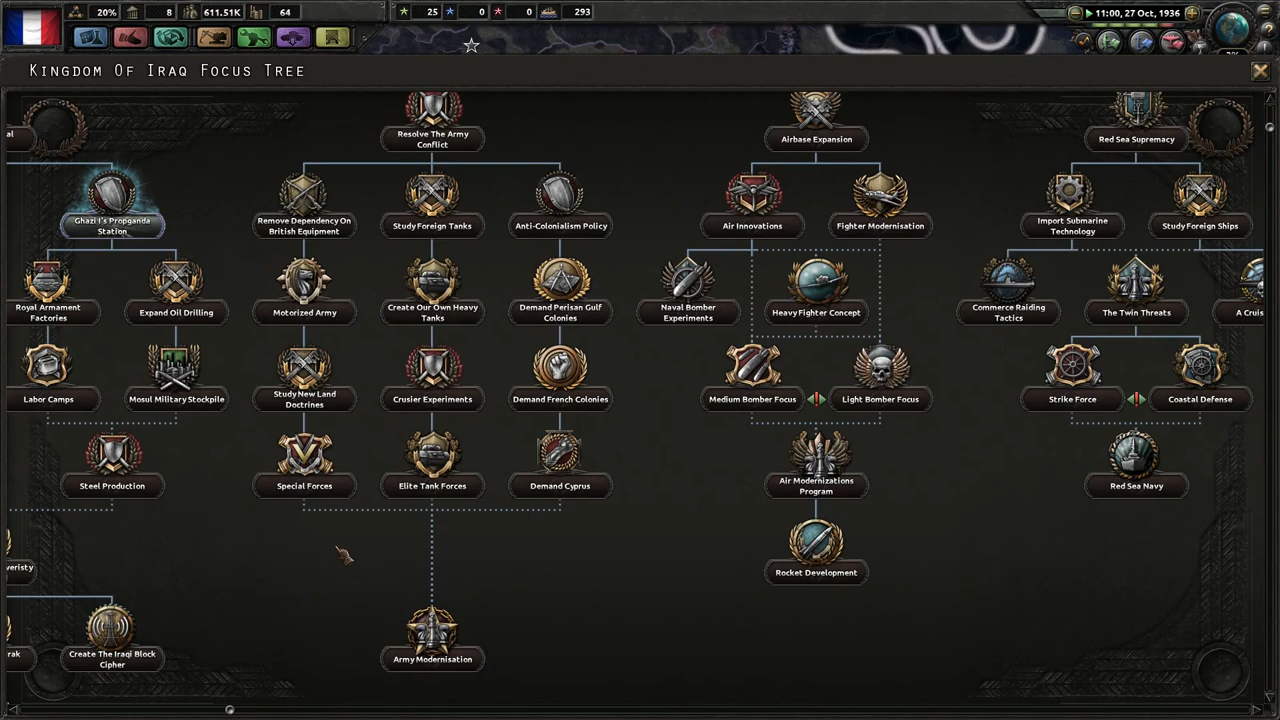 20%
8
611.51K
64
25
0
0
293
11:00, 27 Oct, 1936
Kingdom Of Iraq Focus Tree
Resolve The Army
Conflict
Airbase Expansion
Red Sea Supremacy
Ghazi I's Propganda
Station
Remove Dependency On
British Equipment
Study Foreign Tanks
Anti-Colonialism Policy
Air Innovations
Fighter Modernisation
Import Submarine
Technology
Study Foreign Ships
Royal Armament
Factories
Expand Oil Drilling
Motorized Army
Create Our Own Heavy
Tanks
Demand Perisan Gulf
Colonies
Naval Bomber
Experiments
Heavy Fighter Concept
Commerce Raiding
Tactics
The Twin Threats
A Cruis
Labor Camps
Mosul Military Stockpile
Study New Land
Doctrines
Crusier Experiments
Demand French Colonies
Medium Bomber Focus
Light Bomber Focus
Strike Force
Coastal Defense
Steel Production
Special Forces
Elite Tank Forces
Demand Cyprus
Air Modernizations
Program
Red Sea Navy
veristy
Rocket Development
rak
Create The Iraqi Block
Cipher
Army Modernisation